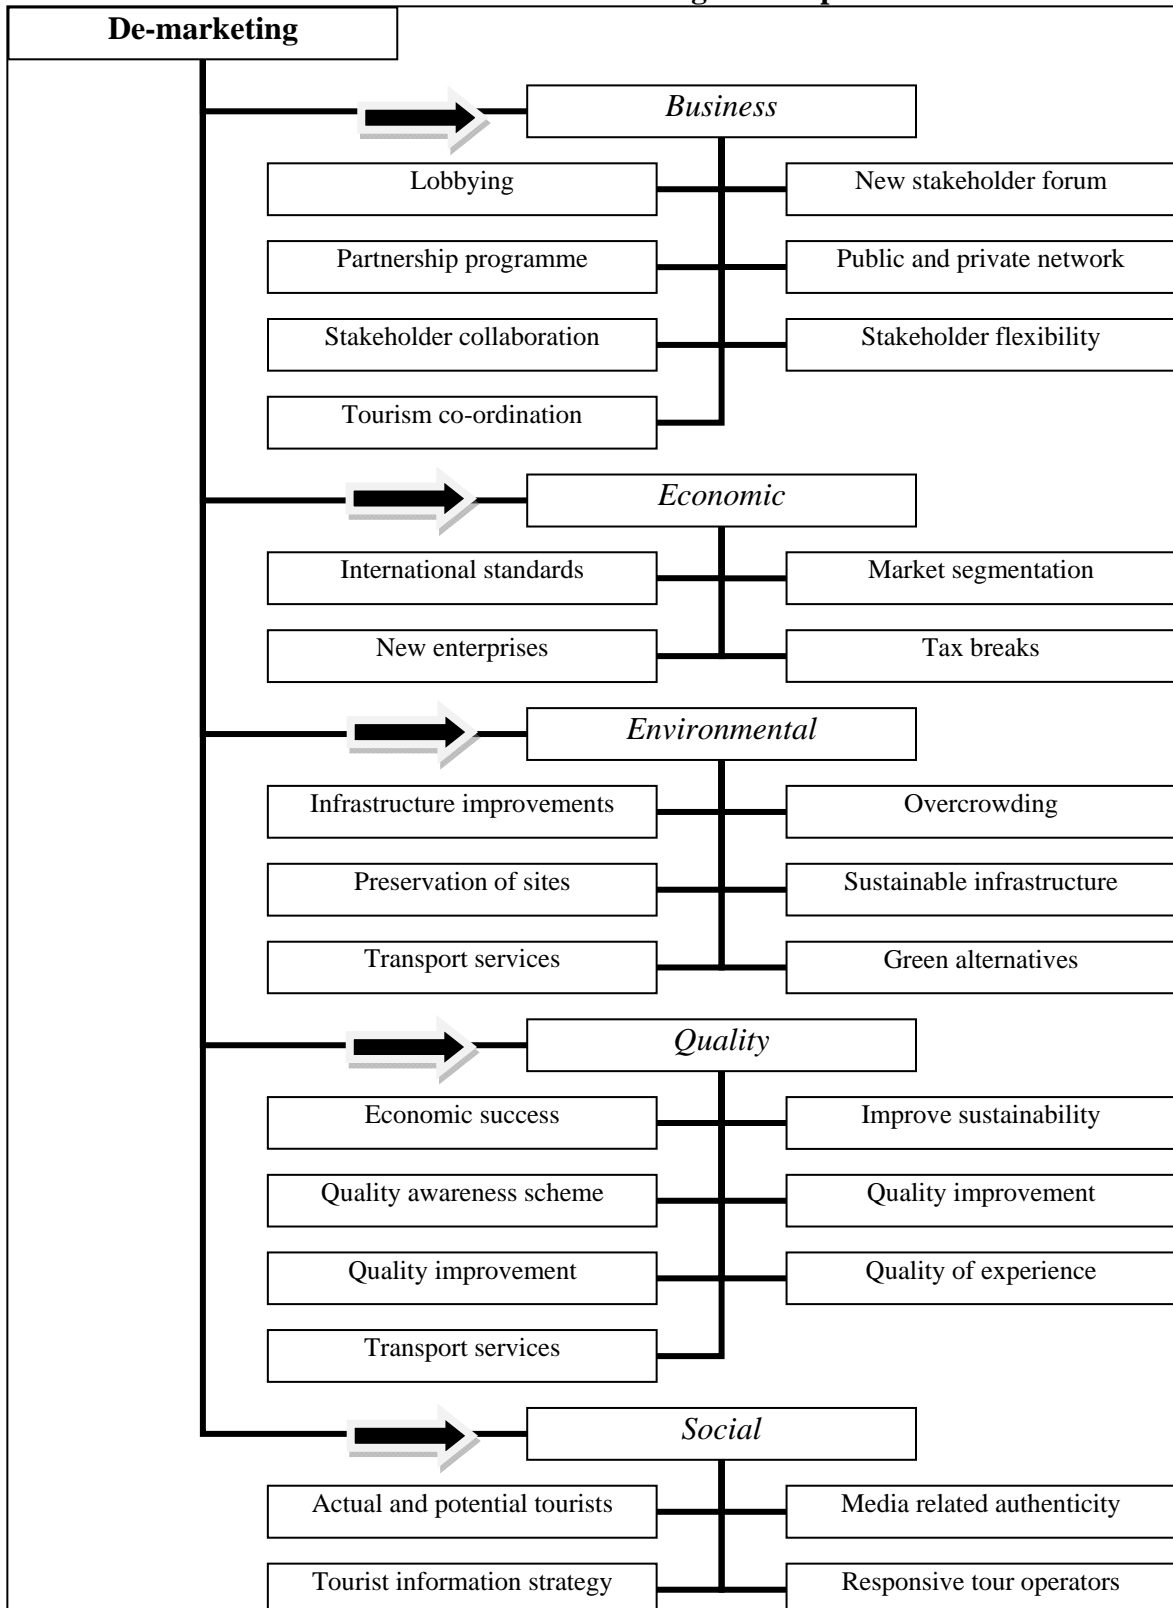 De-marketing
Business
Lobbying
New stakeholder forum
Partnership programme
Public and private network
Stakeholder collaboration
Stakeholder flexibility
Tourism co-ordination
Economic
International standards
Market segmentation
New enterprises
Tax breaks
Environmental
Infrastructure improvements
Overcrowding
Preservation of sites
Sustainable infrastructure
Transport services
Green alternatives
Quality
Economic success
Improve sustainability
Quality awareness scheme
Quality improvement
Quality improvement
Quality of experience
Transport services
Social
Actual and potential tourists
Media related authenticity
Tourist information strategy
Responsive tour operators